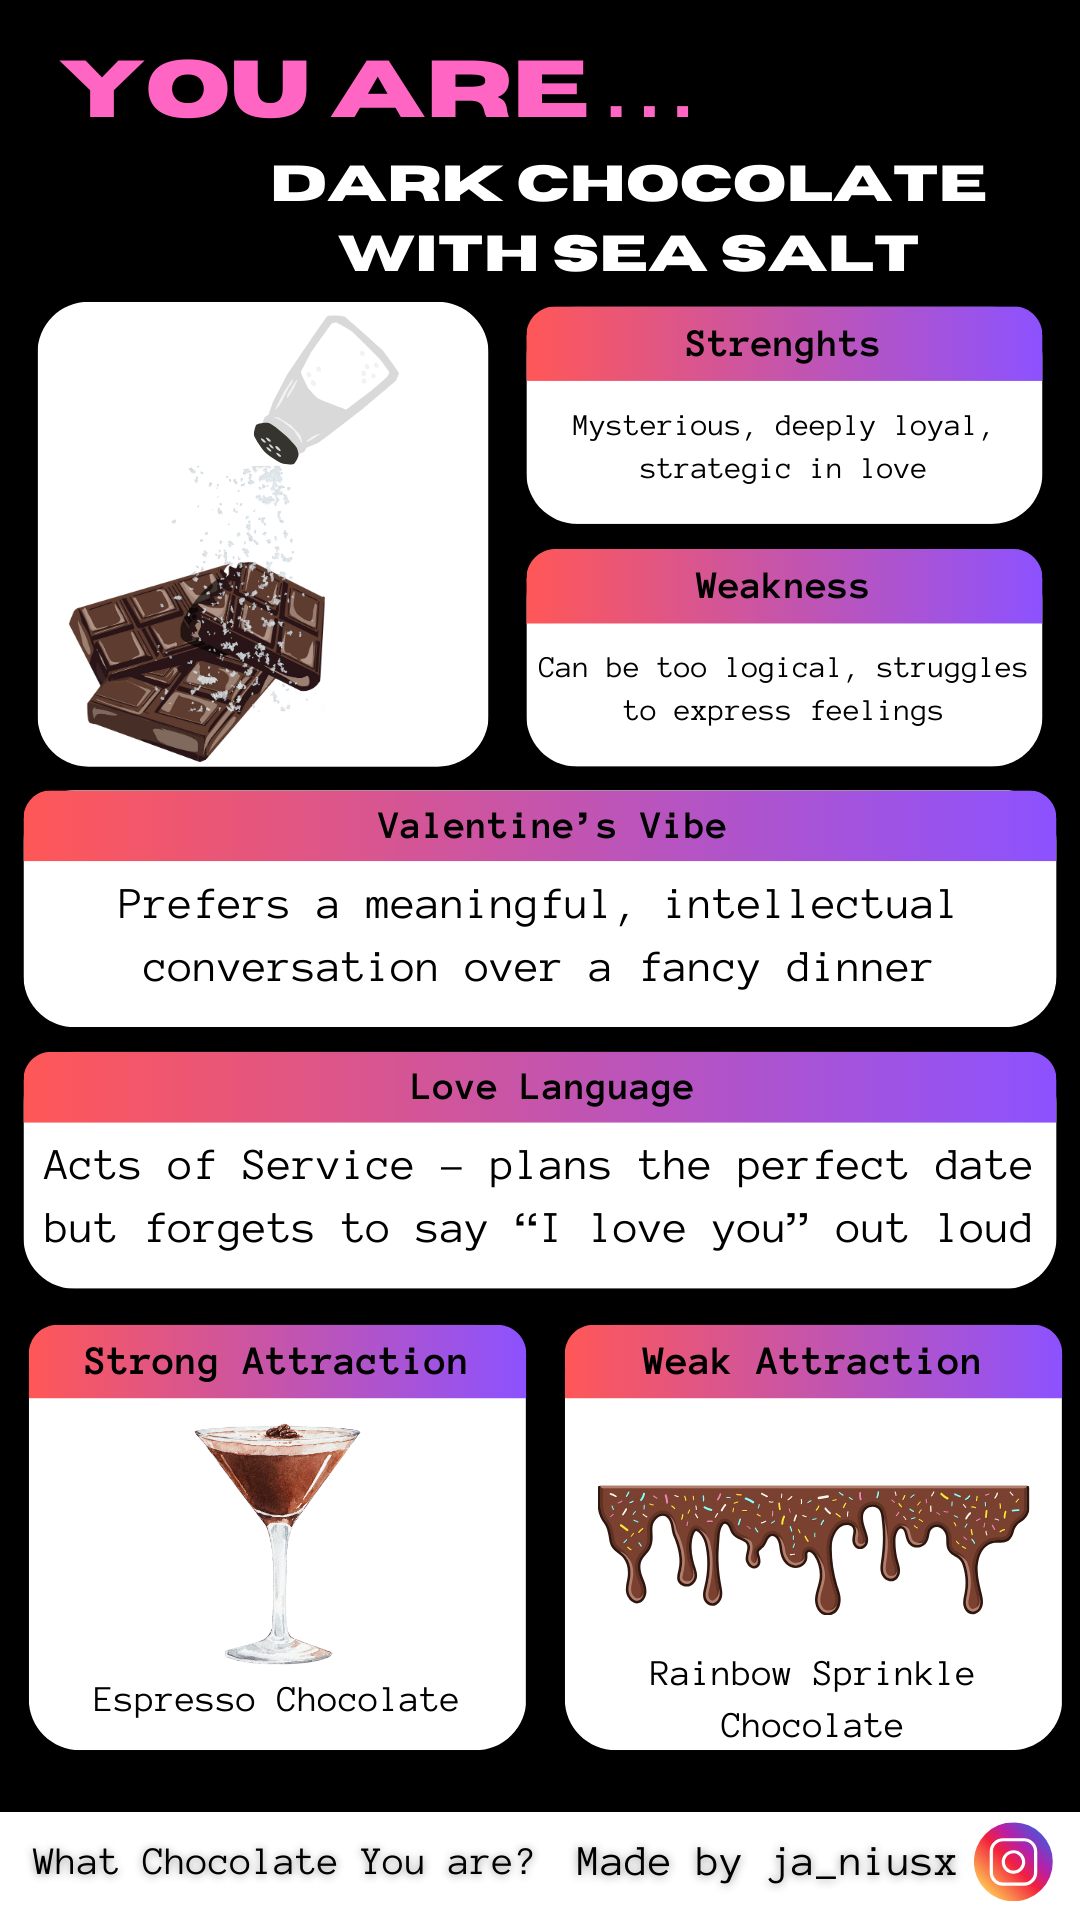 YOU ARE...
DARK CHOCOLATE
WITH SEA SALT
Strenghts
Mysterious, deeply loyal,
strategic in love
Weakness
Can be too logical, struggles
to express feelings
Valentine’s Vibe
Prefers a meaningful, intellectual
conversation over a fancy dinner
Love Language
Acts of Service – plans the perfect date
but forgets to say “I love you” out loud
Strong Attraction
Espresso Chocolate
Weak Attraction
Rainbow Sprinkle
Chocolate
What Chocolate You are? Made by ja_niusx